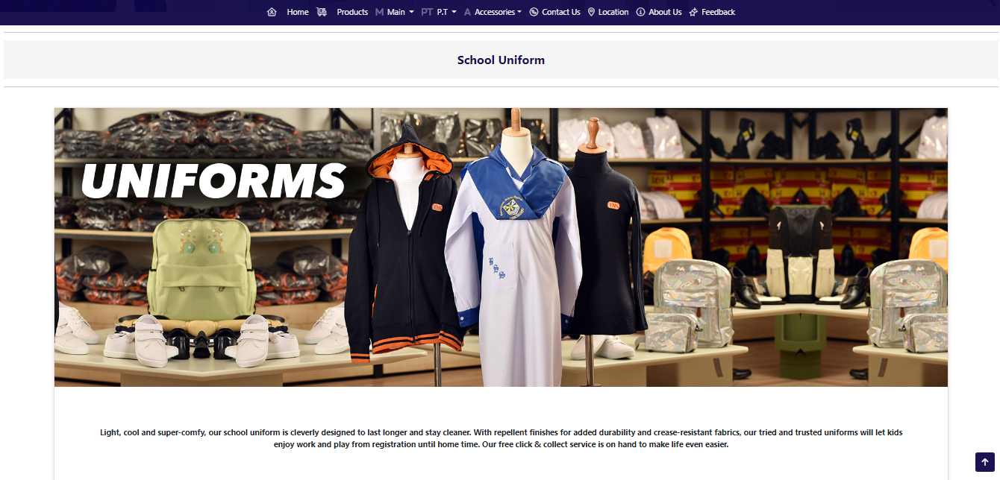 Home Products M Main PT P.T A Accessories Contact Us Location About Us Feedback
School Uniform
UNIFORMS
TNS
TNS
Light, cool and super-comfy, our school uniform is cleverly designed to last longer and stay cleaner. With repellent finishes for added durability and crease-resistant fabrics, our tried and trusted uniforms will let kids
enjoy work and play from registration until home time. Our free click & collect service is on hand to make life even easier.